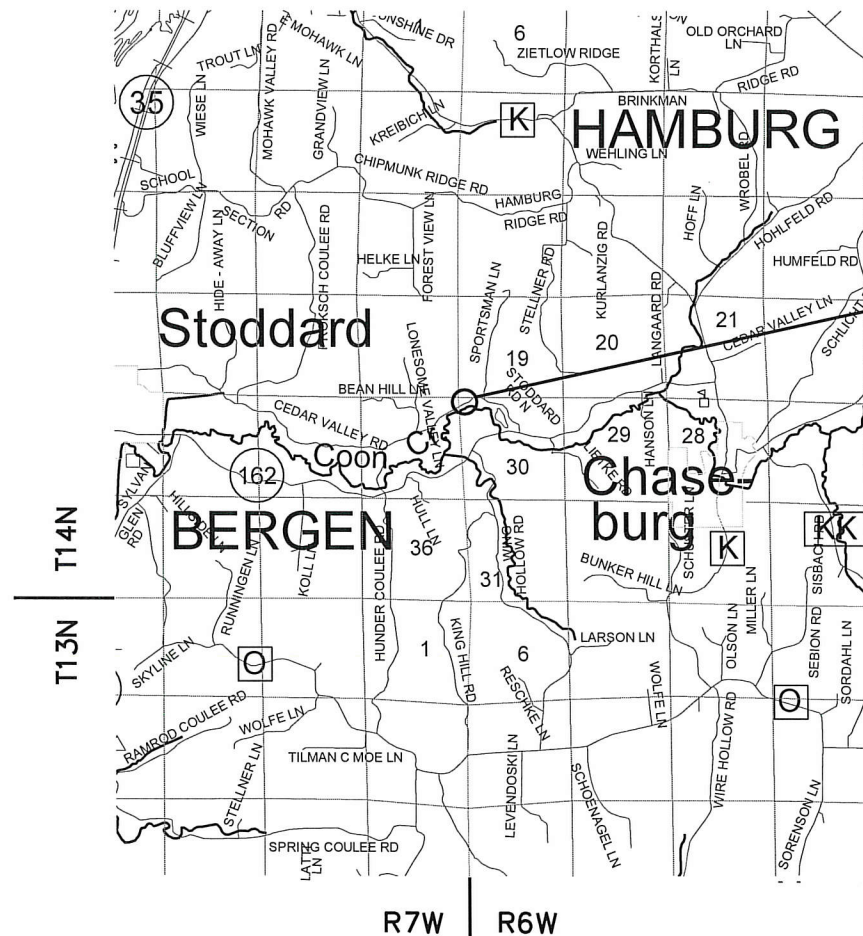 6
OLD ORCHARD
LN
E MOHAWK LN
ZIETLOW RIDGE
TROUT LN
MOHAWK VALLEY RD
KORTHALS
LN
RIDGE RD
35
WIESE LN
GRANDVIEW LN
KREIBICH LN
K
BRINKMAN
HAMBURG
WEHLING LN
WROBEL RD
SCHOOL
SECTION
RD
CHIPMUNK RIDGE RD
HAMBURG
RIDGE RD
BLUFFVIEW LN
HIDE - AWAY LN
FOREST VIEW LN
HOFF LN
HOHLFELD RD
HELKE LN
KURLANZIG RD
HUMFELD RD
SPORTSMAN LN
STELLNER RD
LANGAARD RD
21
CEDAR VALLEY LN
Stoddard
20
19
STODDARD
RD N
BEAN HILL LN
CEDAR VALLEY RD
HANSON LN
29
28
Coon
30
162
SYLVAN
GLEN
RD
HULL LN
Chase-
burg
BERGEN
36
HOLLOW RD
K
KK
SISBACH RD
RUNNINGEN LN
KOLL LN
HUNDER COULEE RD
31
BUNKER HILL LN
MILLER LN
T14N
T13N
KING HILL RD
LARSON LN
OLSON LN
SEBION RD
SORDAHL LN
SKYLINE LN
O
1
6
RESCHKE LN
WOLFE LN
O
RAMROD COULEE RD
WOLFE LN
TILMAN C MOE LN
STELLNER LN
LEVENDOSKI LN
SCHOENAGEL LN
WIRE HOLLOW RD
SORENSON LN
SPRING COULEE RD
LN
R7W
R6W